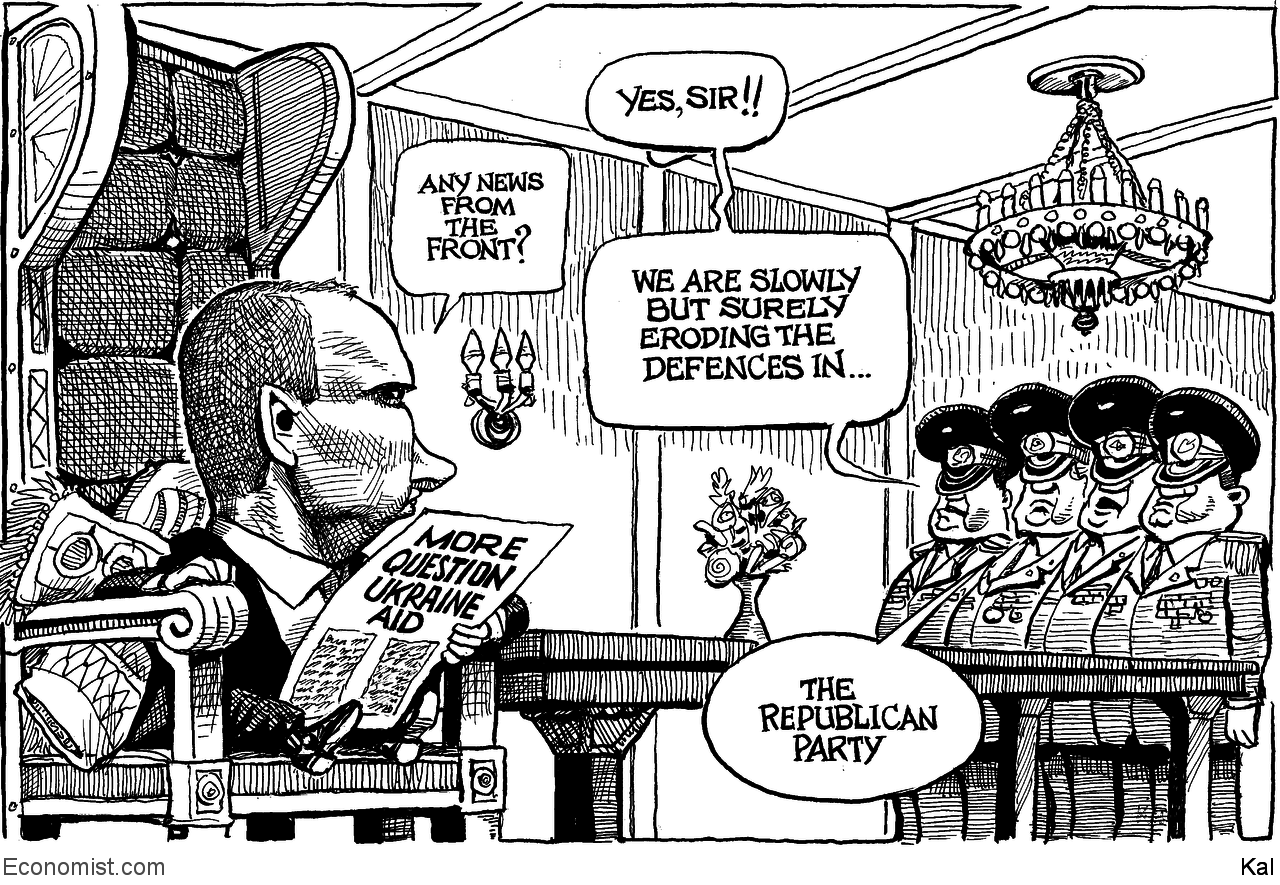 YES, SIR!!
ANY NEWS
FROM
THE
FRONT?
WE ARE SLOWLY
BUT SURELY
ERODING THE
DEFENCES IN...
MORE
QUESTION
UKRAINE
AID
THE
REPUBLICAN
PARTY
Economist.com
Kal